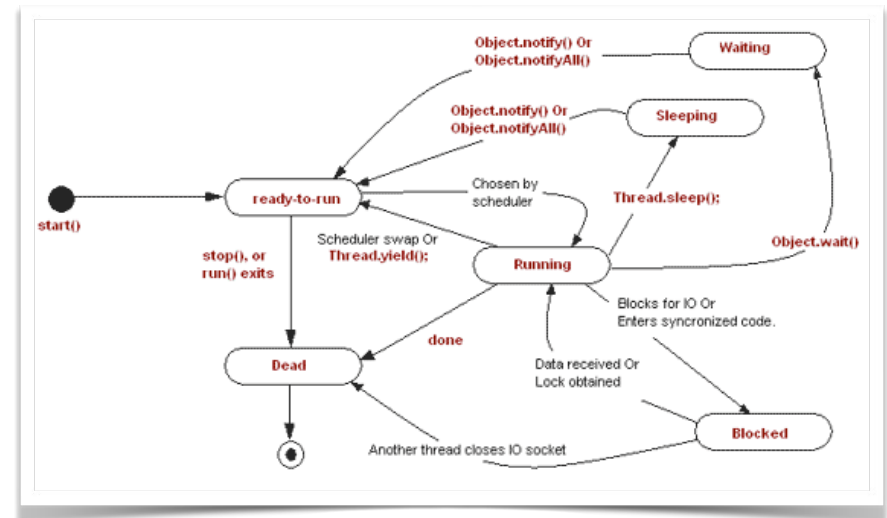 Object.notify() Or
Object.notifyAll()
Waiting
Object.notify() Or
Object.notifyAll()
Sleeping
ready-to-run
Chosen by
scheduler
Thread.sleep();
start()
Scheduler swap Or
Thread.yield();
Object.wait()
stop(), or
run() exits
Running
Blocks for IO Or
Enters syncronized code.
done
Data received Or
Lock obtained
Dead
Blocked
Another thread closes IO socket